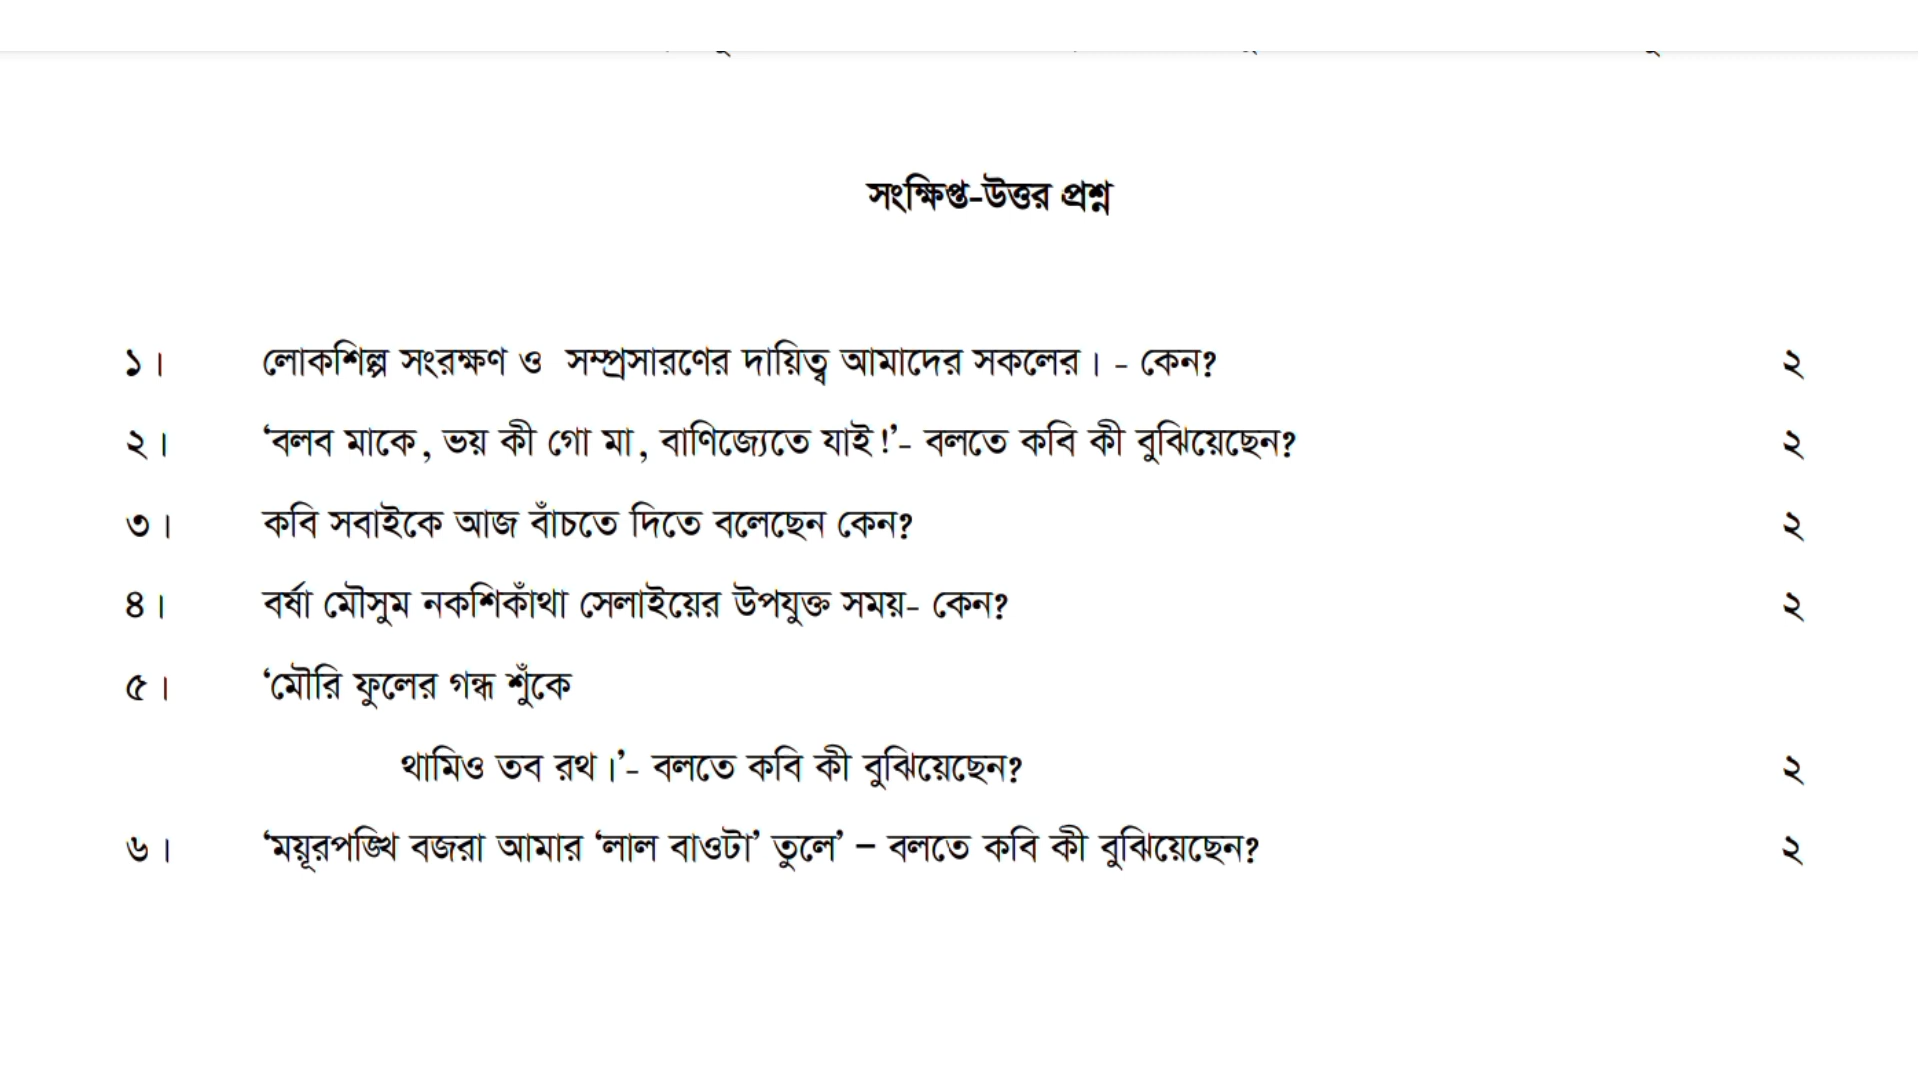 সংক্ষিপ্ত-উত্তর প্রশ্ন
১। লোকশিল্প সংরক্ষণ ও সম্প্রসারণের দায়িত্ব আমাদের সকলের। - কেন? ২
২। ‘বলব মাকে, ভয় কী গো মা, বাণিজ্যেতে যাই!’- বলতে কবি কী বুঝিয়েছেন? ২
৩। কবি সবাইকে আজ বাঁচতে দিতে বলেছেন কেন? ২
৪। বর্ষা মৌসুম নকশিকাঁথা সেলাইয়ের উপযুক্ত সময়- কেন? ২
৫। ‘মৌরি ফুলের গন্ধ শুঁকে
থামিও তব রথ।’- বলতে কবি কী বুঝিয়েছেন? ২
৬। ‘ময়ূরপঙ্খি বজরা আমার ‘লাল বাওটা’ তুলে’ – বলতে কবি কী বুঝিয়েছেন? ২